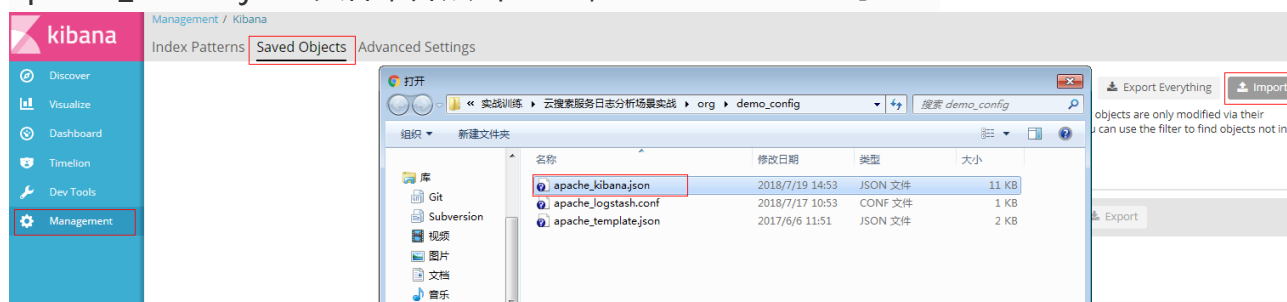 Management / Kibana
kibana
Index Patterns Saved Objects Advanced Settings
Discover
Visualize
Dashboard
Timelion
Dev Tools
Management
打开
« 实战训练 ▸ 云搜索服务日志分析场景实战 ▸ org ▸ demo_config
搜索 demo_config
组织 新建文件夹
名称 修改日期 类型 大小
库
Git
Subversion
视频
图片
文档
音乐
apache_kibana.json 2018/7/19 14:53 JSON 文件 11 KB
apache_logstash.conf 2018/7/17 10:53 CONF 文件 1 KB
apache_template.json 2017/6/6 11:51 JSON 文件 2 KB
Export Everything Import
objects are only modified via their
can use the filter to find objects not in
Export